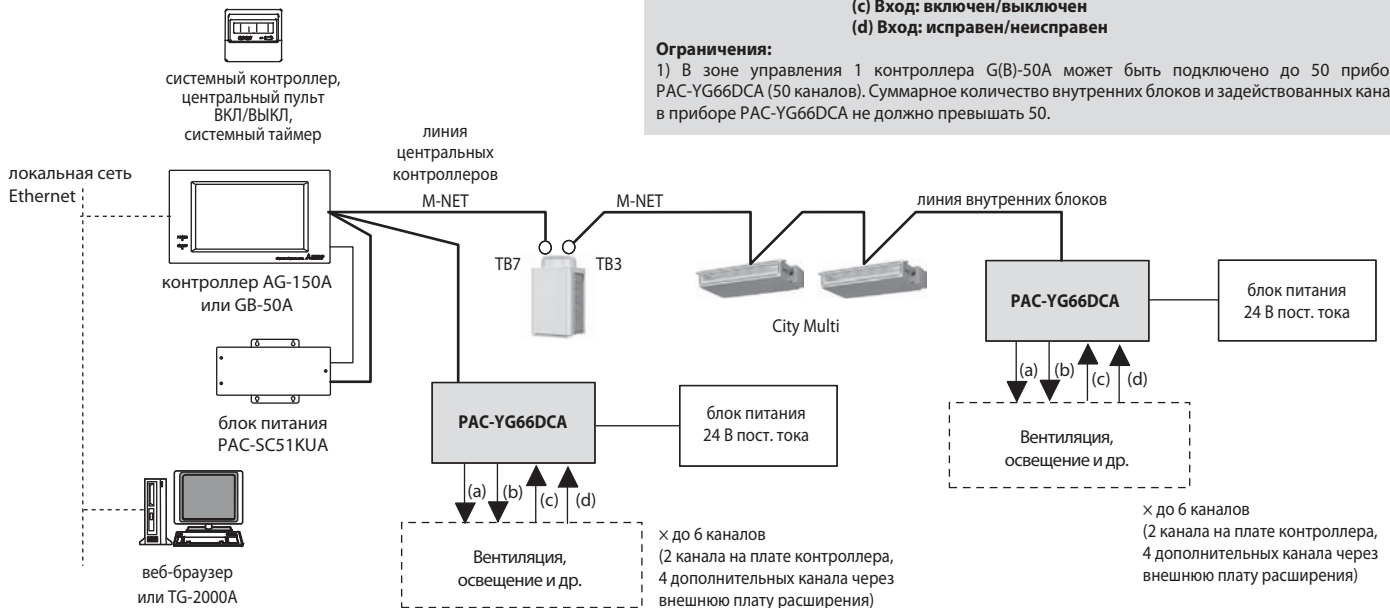 (c) Вход: включен/выключен
(d) Вход: исправен/неисправен
Ограничения:
1) В зоне управления 1 контроллера G(B)-50A может быть подключено до 50 прибо
PAC-YG66DCA (50 каналов). Суммарное количество внутренних блоков и задействованных кана
в приборе PAC-YG66DCA не должно превышать 50.
системный контроллер,
центральный пульт
ВКЛ/ВЫКЛ,
системный таймер
локальная сеть
Ethernet
линия
центральных
контроллеров
M-NET
M-NET
линия внутренних блоков
TB7
TB3
контроллер AG-150A
или GB-50A
City Multi
PAC-YG66DCA
блок питания
24 В пост. тока
(a)
(b)
(c)
(d)
Вентиляция,
освещение и др.
× до 6 каналов
(2 канала на плате контроллера,
4 дополнительных канала через
внешнюю плату расширения)
блок питания
PAC-SC51KUA
PAC-YG66DCA
блок питания
24 В пост. тока
(a)
(b)
(c)
(d)
Вентиляция,
освещение и др.
× до 6 каналов
(2 канала на плате контроллера,
4 дополнительных канала через
внешнюю плату расширения)
веб-браузер
или TG-2000A